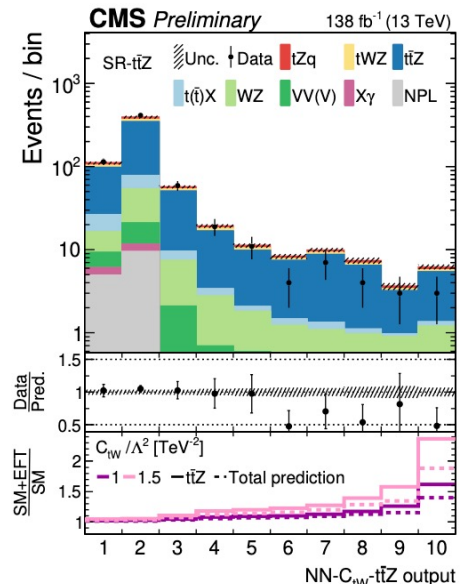 CMS Preliminary 138 fb⁻¹ (13 TeV)
SR-tt̄Z Unc. Data tZq tWZ tt̄Z
t(t̄)X WZ VV(V) Xγ NPL
Events / bin
10³
10²
10
1
Data
Pred.
1.5
1
0.5
SM+EFT
SM
C_tW/Λ² [TeV⁻²]
1 1.5 tt̄Z Total prediction
2
1.5
1
1 2 3 4 5 6 7 8 9 10
NN-C_tW-tt̄Z output